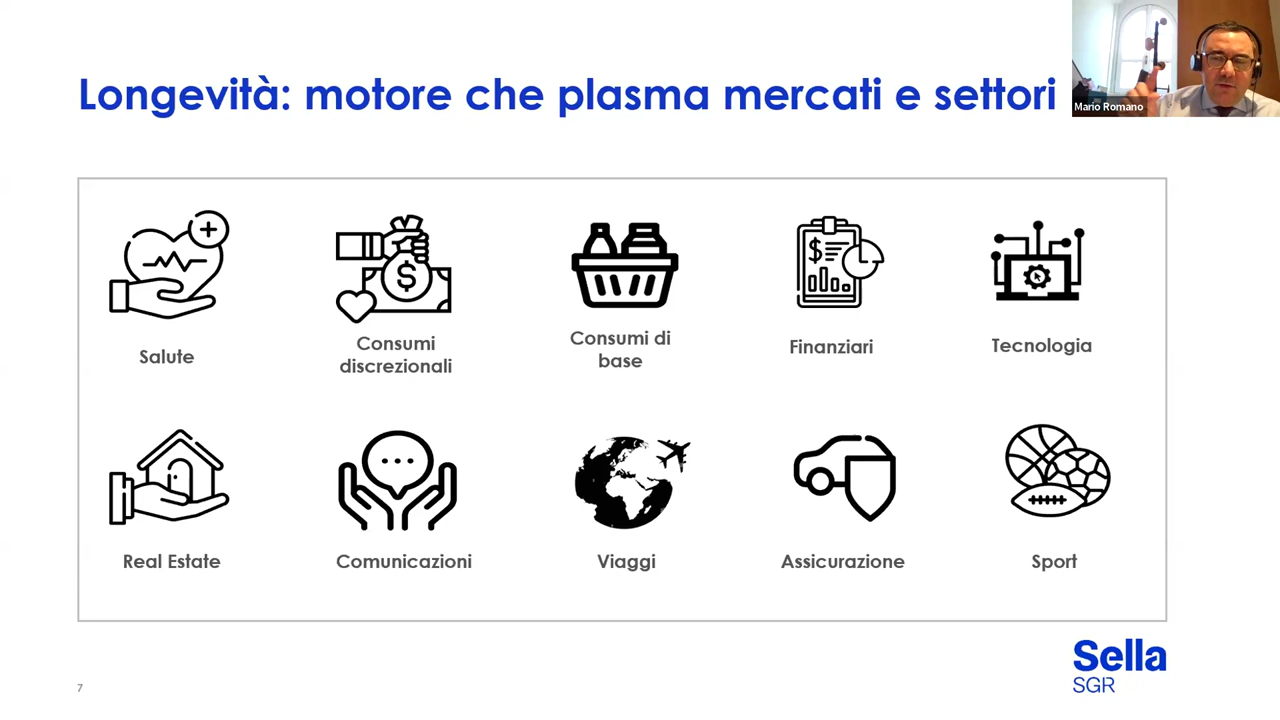 Longevità: motore che plasma mercati e settori
Mario Romano
Salute
Consumi
discrezionali
Consumi di
base
Finanziari
Tecnologia
Real Estate
Comunicazioni
Viaggi
Assicurazione
Sport
Sella
SGR
7